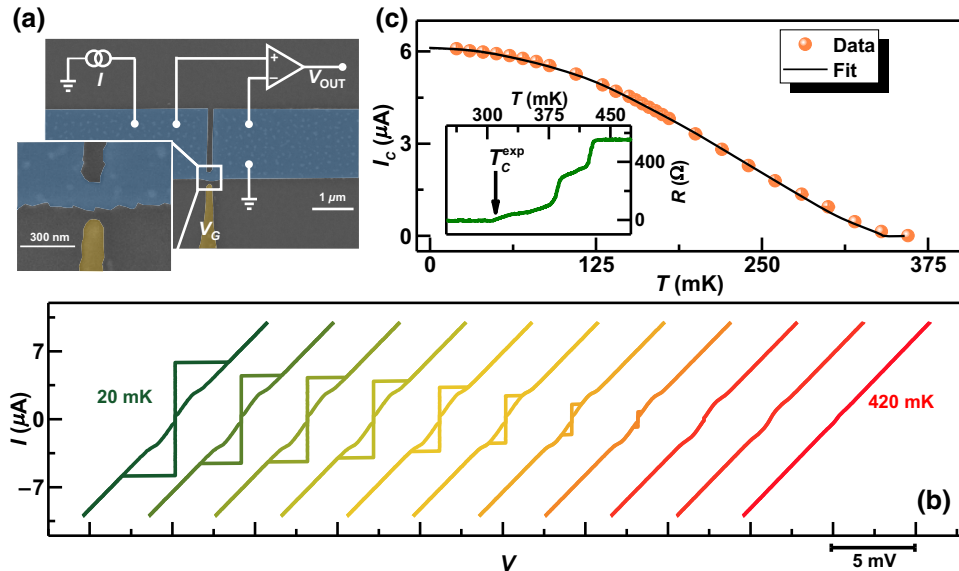 (a)
I
+
−
V_OUT
V_G
1 μm
300 nm
(c)
6
3
0
I_C (μA)
Data
Fit
T (mK)
300 375 450
T_C^exp
400
0
R (Ω)
0 125 250 375
T (mK)
7
0
−7
I (μA)
20 mK
420 mK
(b)
V
5 mV